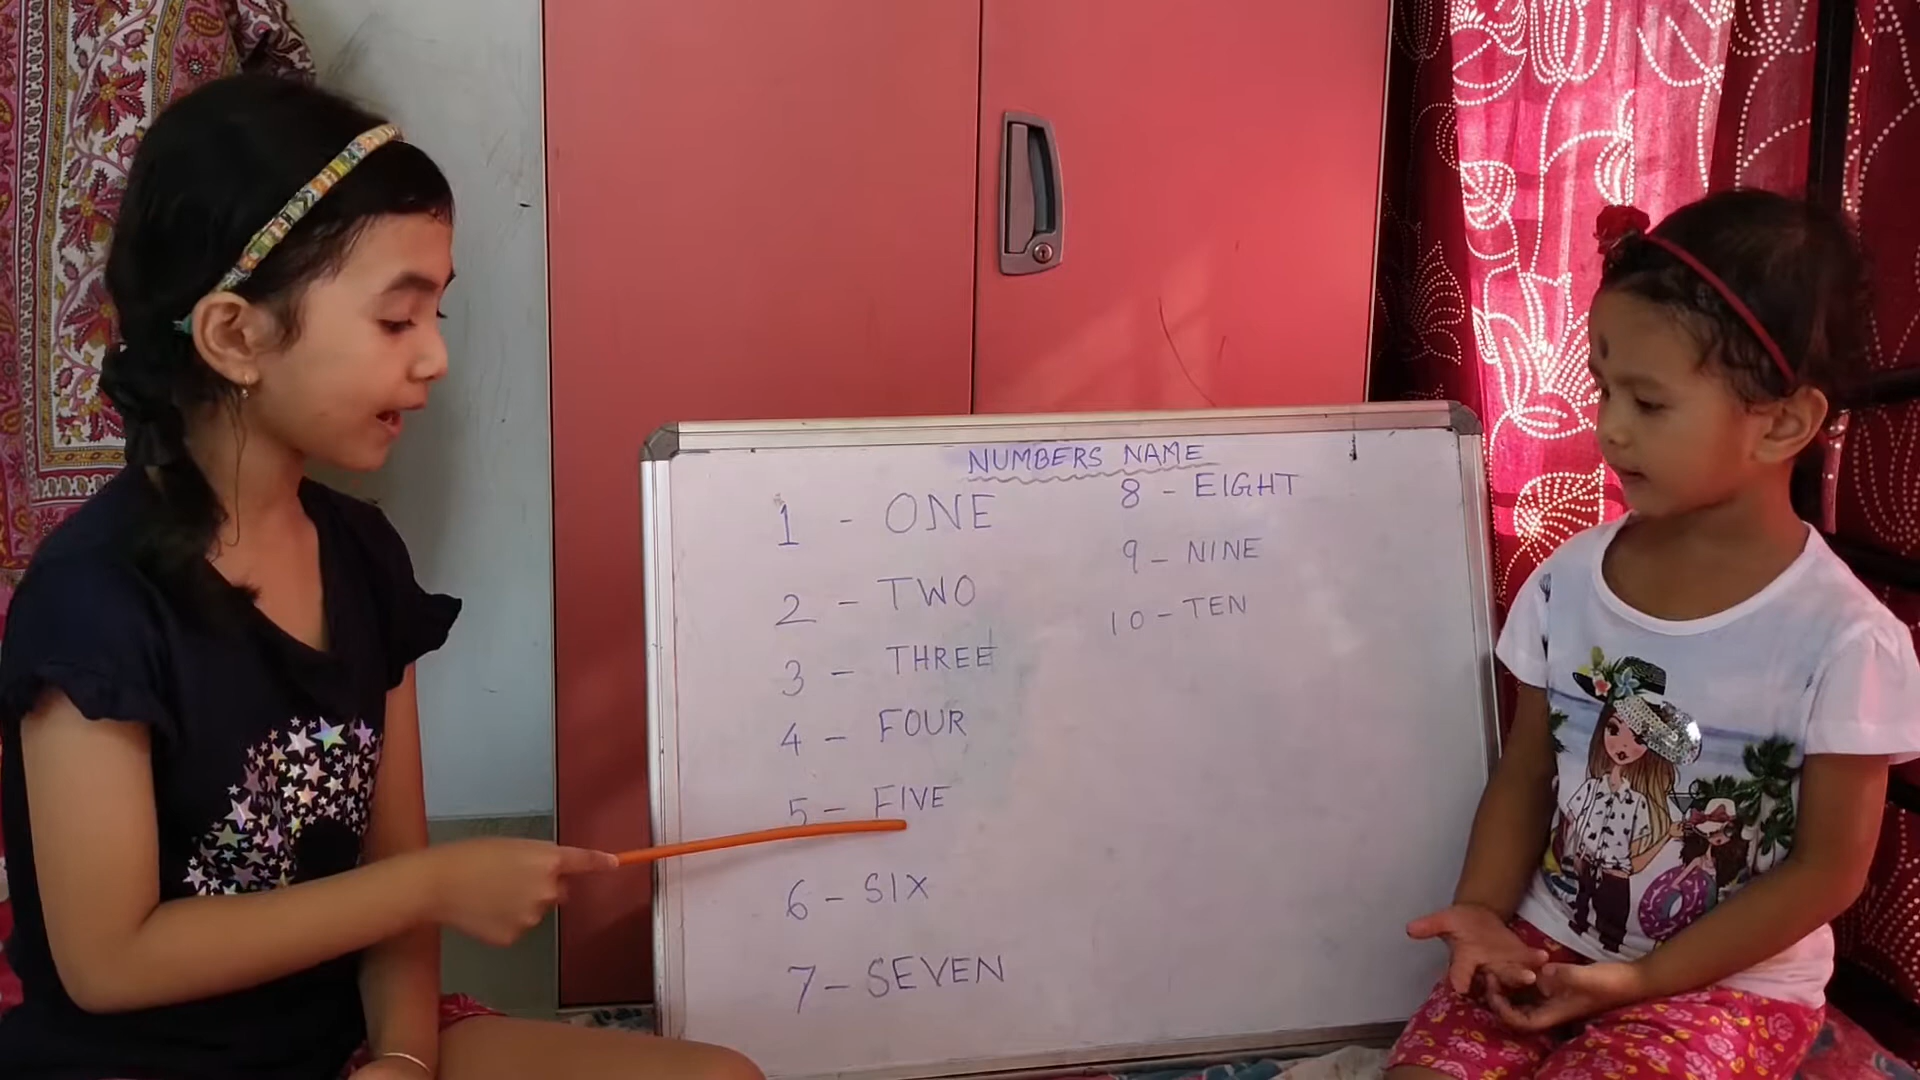 NUMBERS NAME
1 - ONE
2 - TWO
3 - THREE
4 - FOUR
5 - FIVE
6 - SIX
7 - SEVEN
8 - EIGHT
9 - NINE
10 - TEN